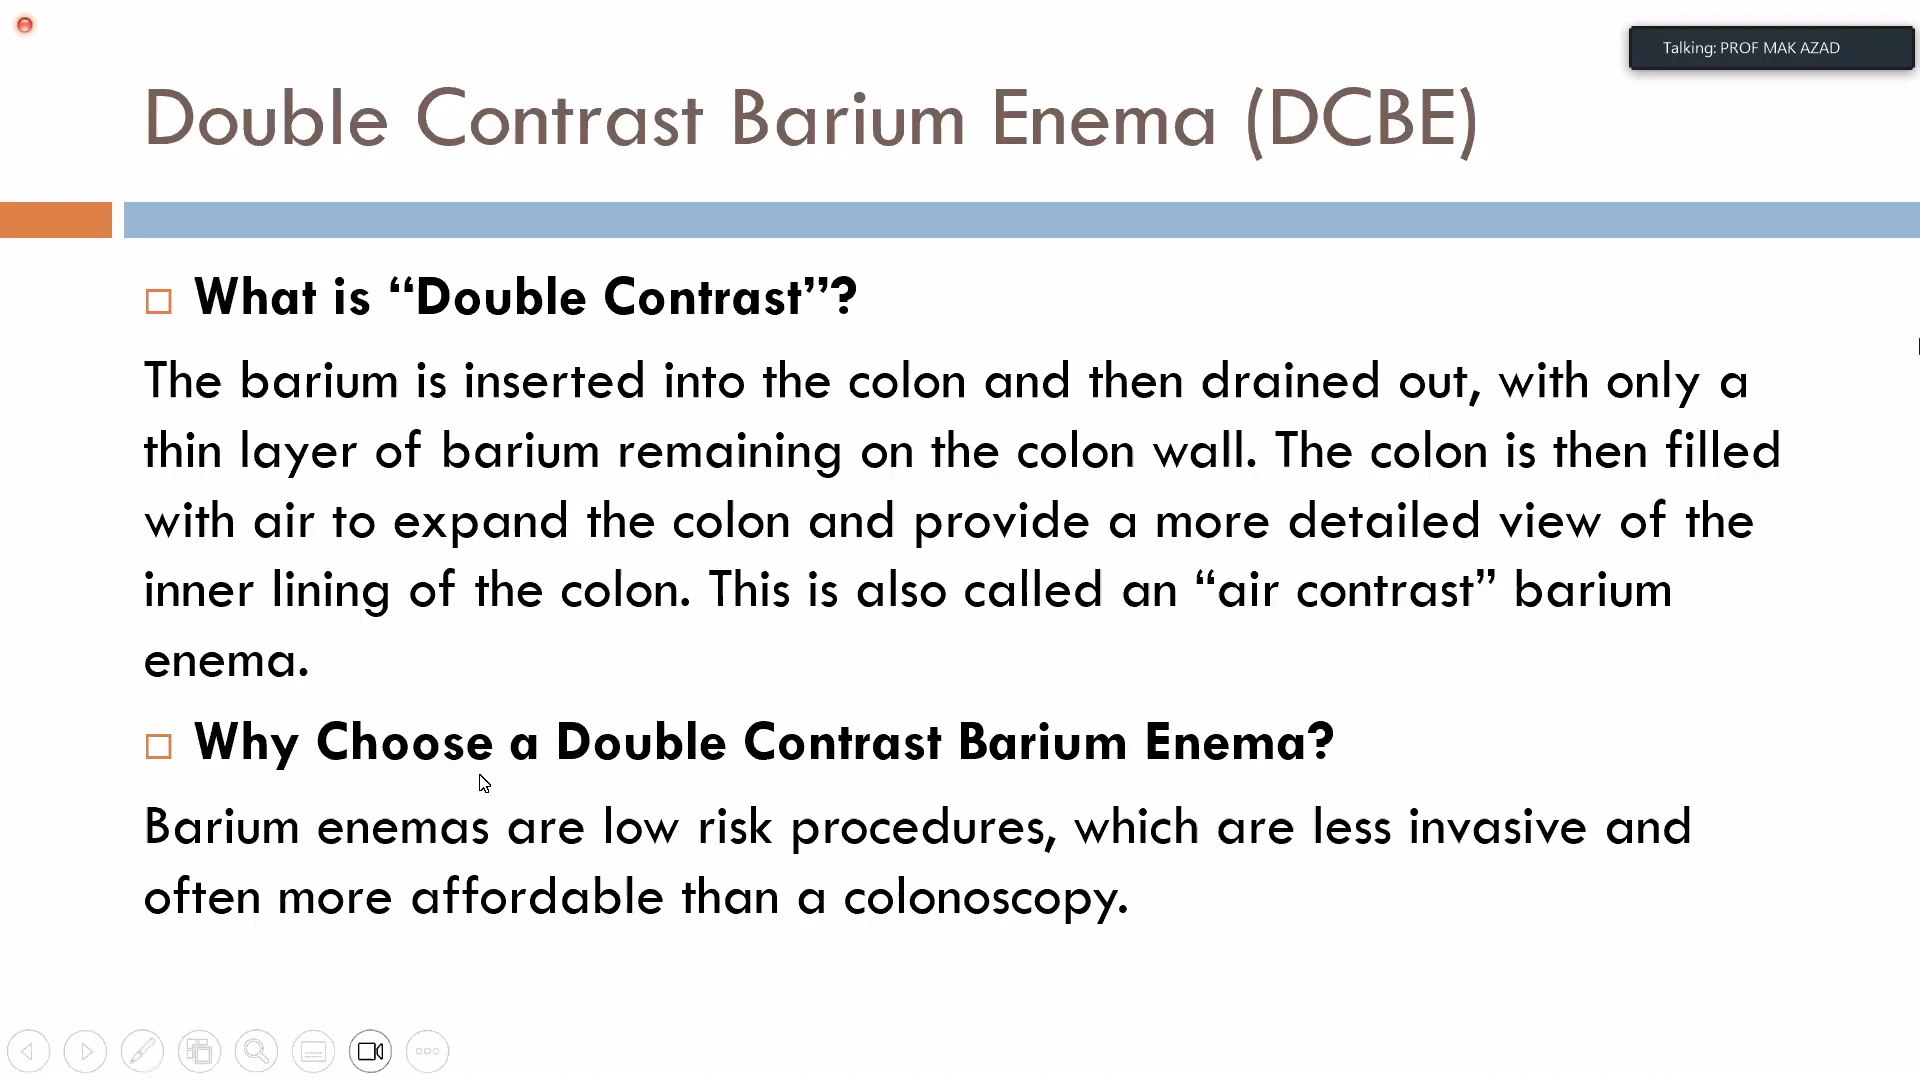 Talking: PROF MAK AZAD
Double Contrast Barium Enema (DCBE)
What is “Double Contrast”?
The barium is inserted into the colon and then drained out, with only a
thin layer of barium remaining on the colon wall. The colon is then filled
with air to expand the colon and provide a more detailed view of the
inner lining of the colon. This is also called an “air contrast” barium
enema.
Why Choose a Double Contrast Barium Enema?
Barium enemas are low risk procedures, which are less invasive and
often more affordable than a colonoscopy.